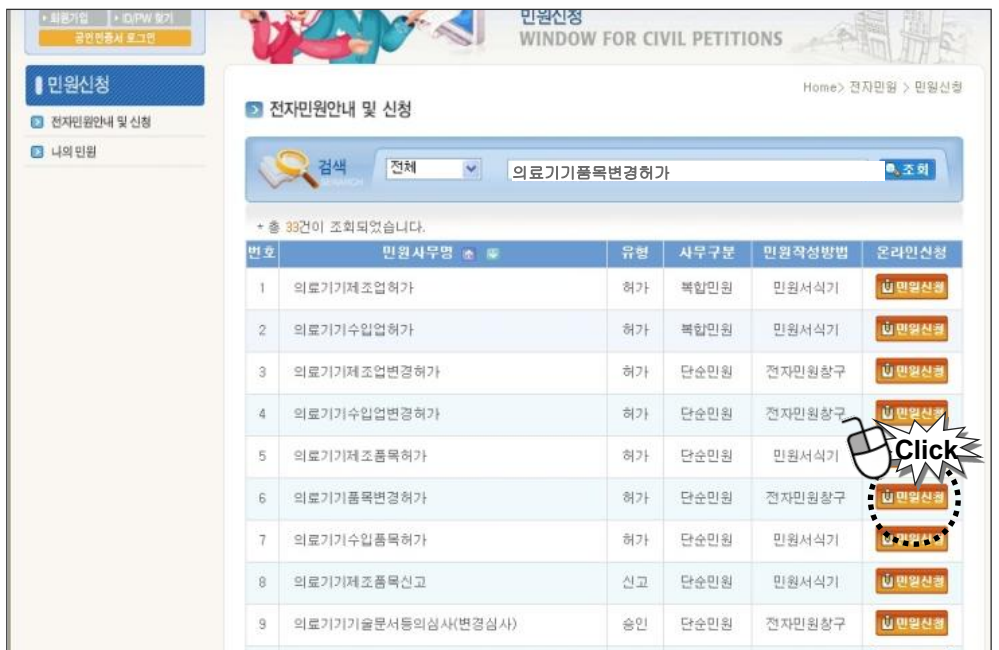 회원가입 ID/PW 찾기
공인인증서 로그인
민원신청
WINDOW FOR CIVIL PETITIONS
민원신청
전자민원안내 및 신청
나의 민원
Home> 전자민원 > 민원신청
전자민원안내 및 신청
검색 SEARCH 전체 의료기기품목변경허가 조회
* 총 33건이 조회되었습니다.
번호 민원사무명 유형 사무구분 민원작성방법 온라인신청
1 의료기기제조업허가 허가 복합민원 민원서식기 민원신청
2 의료기기수입업허가 허가 복합민원 민원서식기 민원신청
3 의료기기제조업변경허가 허가 단순민원 전자민원창구 민원신청
4 의료기기수입업변경허가 허가 단순민원 전자민원창구 민원신청
5 의료기기제조품목허가 허가 단순민원 민원서식기
Click
6 의료기기품목변경허가 허가 단순민원 전자민원창구 민원신청
7 의료기기수입품목허가 허가 단순민원 민원서식기 민원신청
8 의료기기제조품목신고 신고 단순민원 민원서식기 민원신청
9 의료기기기술문서등의심사(변경심사) 승인 단순민원 전자민원창구 민원신청